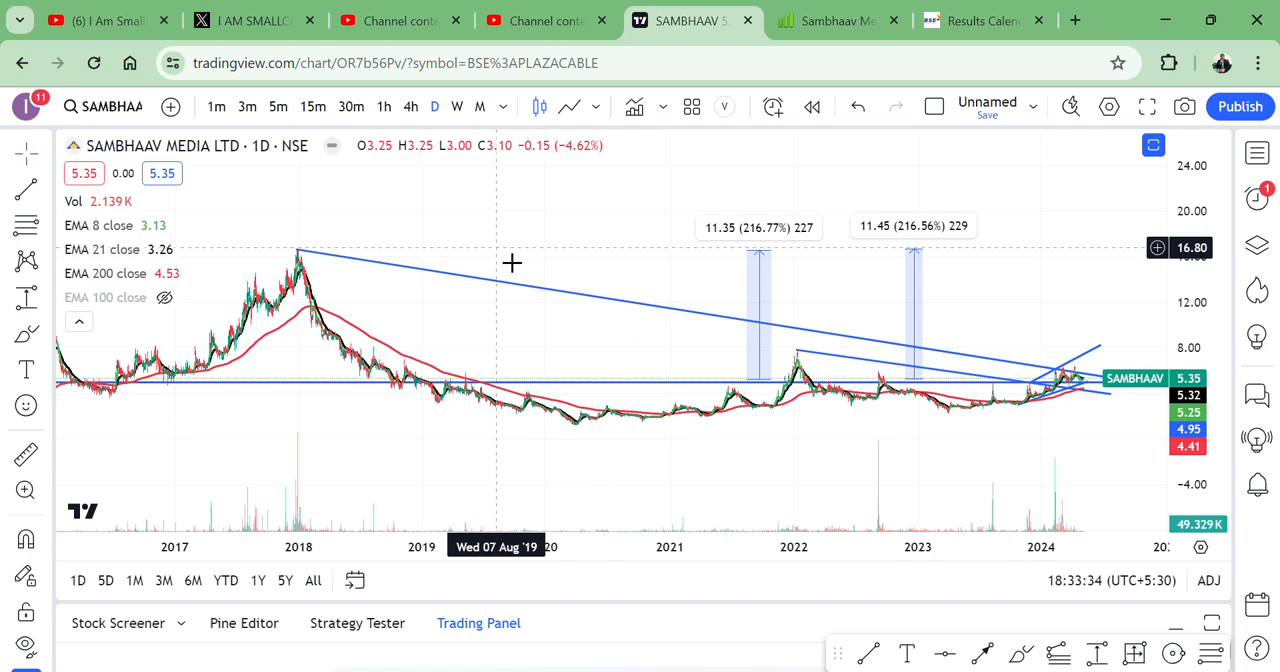 (6) I Am Small
I AM SMALLC
Channel conte
Channel conte
SAMBHAAV 5.
Sambhaav Me
Results Calen
tradingview.com/chart/OR7b56Pv/?symbol=BSE%3APLAZACABLE
11
SAMBHAA
1m 3m 5m 15m 30m 1h 4h D W M
V
Unnamed
Save
Publish
SAMBHAAV MEDIA LTD · 1D · NSE
O3.25 H3.25 L3.00 C3.10 −0.15 (−4.62%)
5.35 0.00 5.35
Vol 2.139K
EMA 8 close 3.13
EMA 21 close 3.26
EMA 200 close 4.53
EMA 100 close
11.35 (216.77%) 227
11.45 (216.56%) 229
24.00
20.00
16.80
12.00
8.00
SAMBHAAV 5.35
5.32
5.25
4.95
4.41
−4.00
49.329K
1
2017 2018 2019 Wed 07 Aug '19 20 2021 2022 2023 2024 20:
1D 5D 1M 3M 6M YTD 1Y 5Y All
18:33:34 (UTC+5:30) ADJ
Stock Screener Pine Editor Strategy Tester Trading Panel